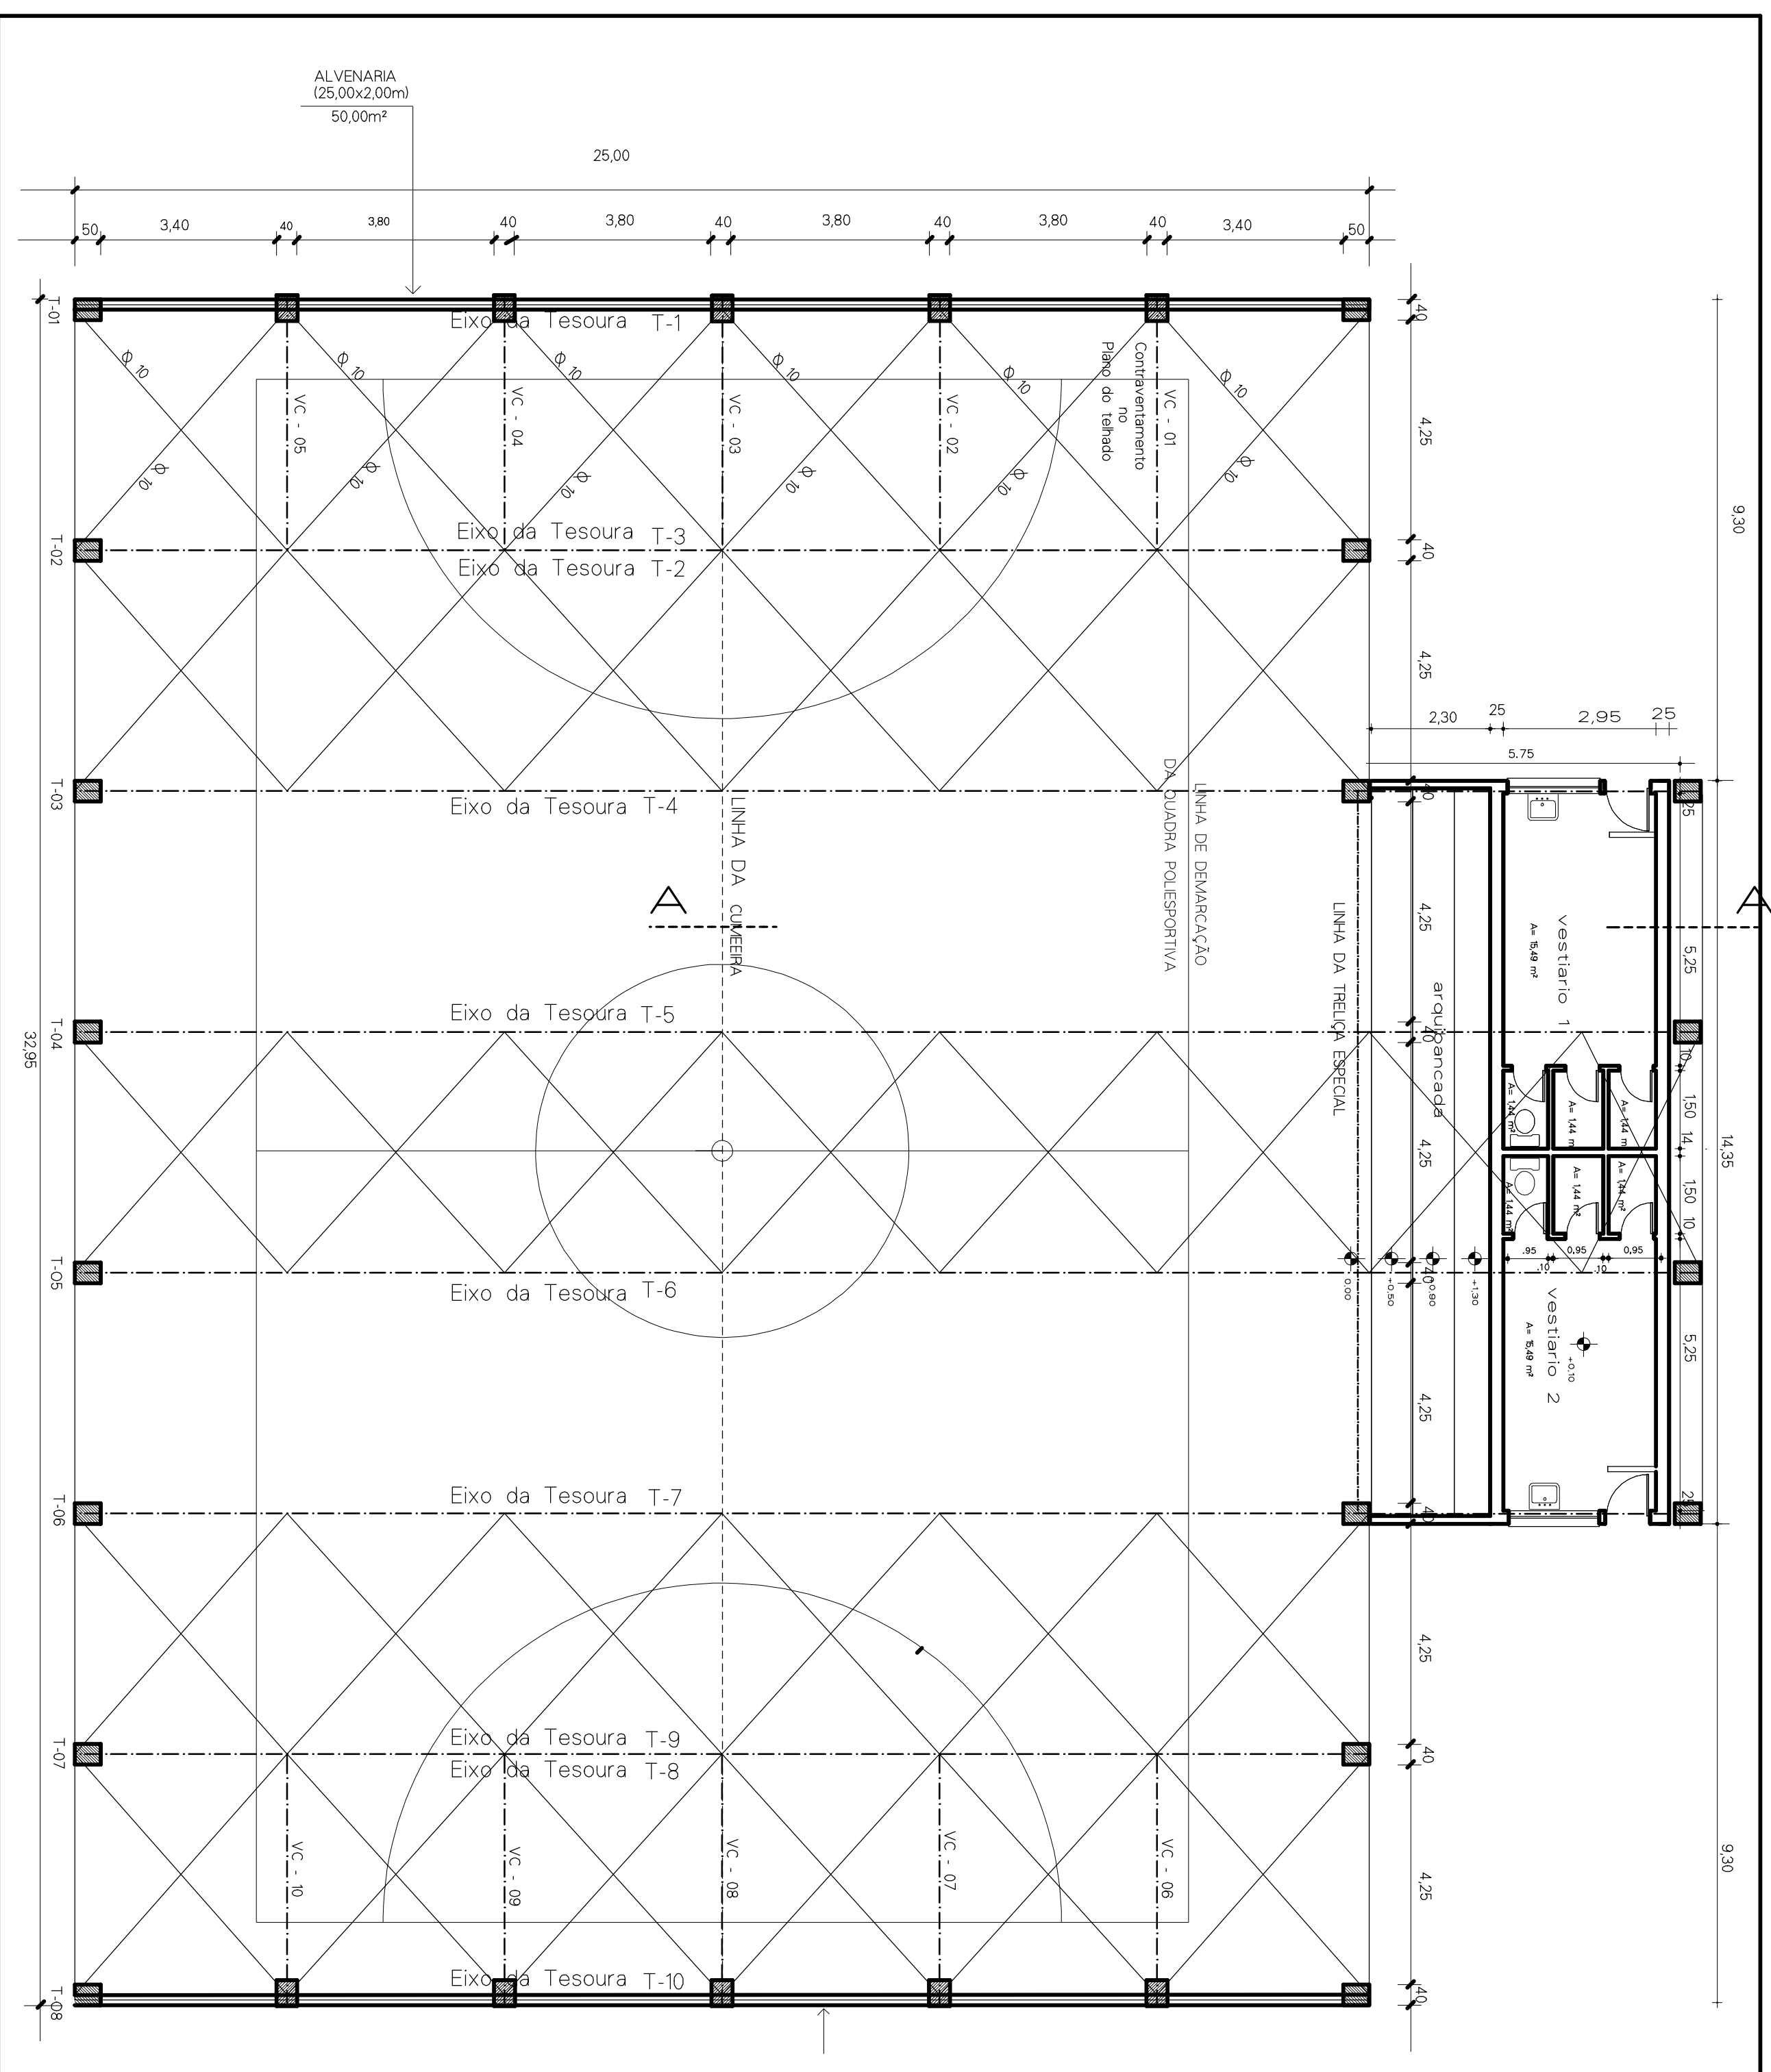 ALVENARIA
(25,00x2,00m)
50,00m²
25,00
50
3,40
40
3,80
40
3,80
40
3,80
40
3,80
40
3,40
50
T-01
T-02
T-03
T-04
T-05
T-06
T-07
T-08
32,95
Eixo da Tesoura T-1
Φ 10
Φ 10
Φ 10
Φ 10
Φ 10
Φ 10
Φ 10
Φ 10
Φ 10
Φ 10
Φ 10
Φ 10
VC - 05
VC - 04
VC - 03
VC - 02
VC - 01
Contraventamento
no
Plano do telhado
Eixo da Tesoura T-3
Eixo da Tesoura T-2
Eixo da Tesoura T-4
LINHA DA CUMEEIRA
A
A
LINHA DE DEMARCAÇÃO
DA QUADRA POLIESPORTIVA
LINHA DA TRELIÇA ESPECIAL
Eixo da Tesoura T-5
Eixo da Tesoura T-6
Eixo da Tesoura T-7
Eixo da Tesoura T-9
Eixo da Tesoura T-8
Eixo da Tesoura T-10
VC - 10
VC - 09
VC - 08
VC - 07
VC - 06
40
4,25
40
4,25
40
4,25
40
4,25
40
4,25
40
4,25
40
4,25
40
9,30
14,35
9,30
2,30
25
2,95
25
5.75
25
5,25
10
1,50
14
1,50
10
5,25
25
arquibancada
vestiario 1
A= 15,49 m²
A= 1,44 m²
A= 1,44 m
A= 1,44 m
A= 1,44 m²
A= 1,44 m²
A= 1,44 m²
.95
.10
0,95
.10
0,95
0,00
+0,50
+0,90
+1,30
vestiario 2
A= 15,49 m²
+0,10